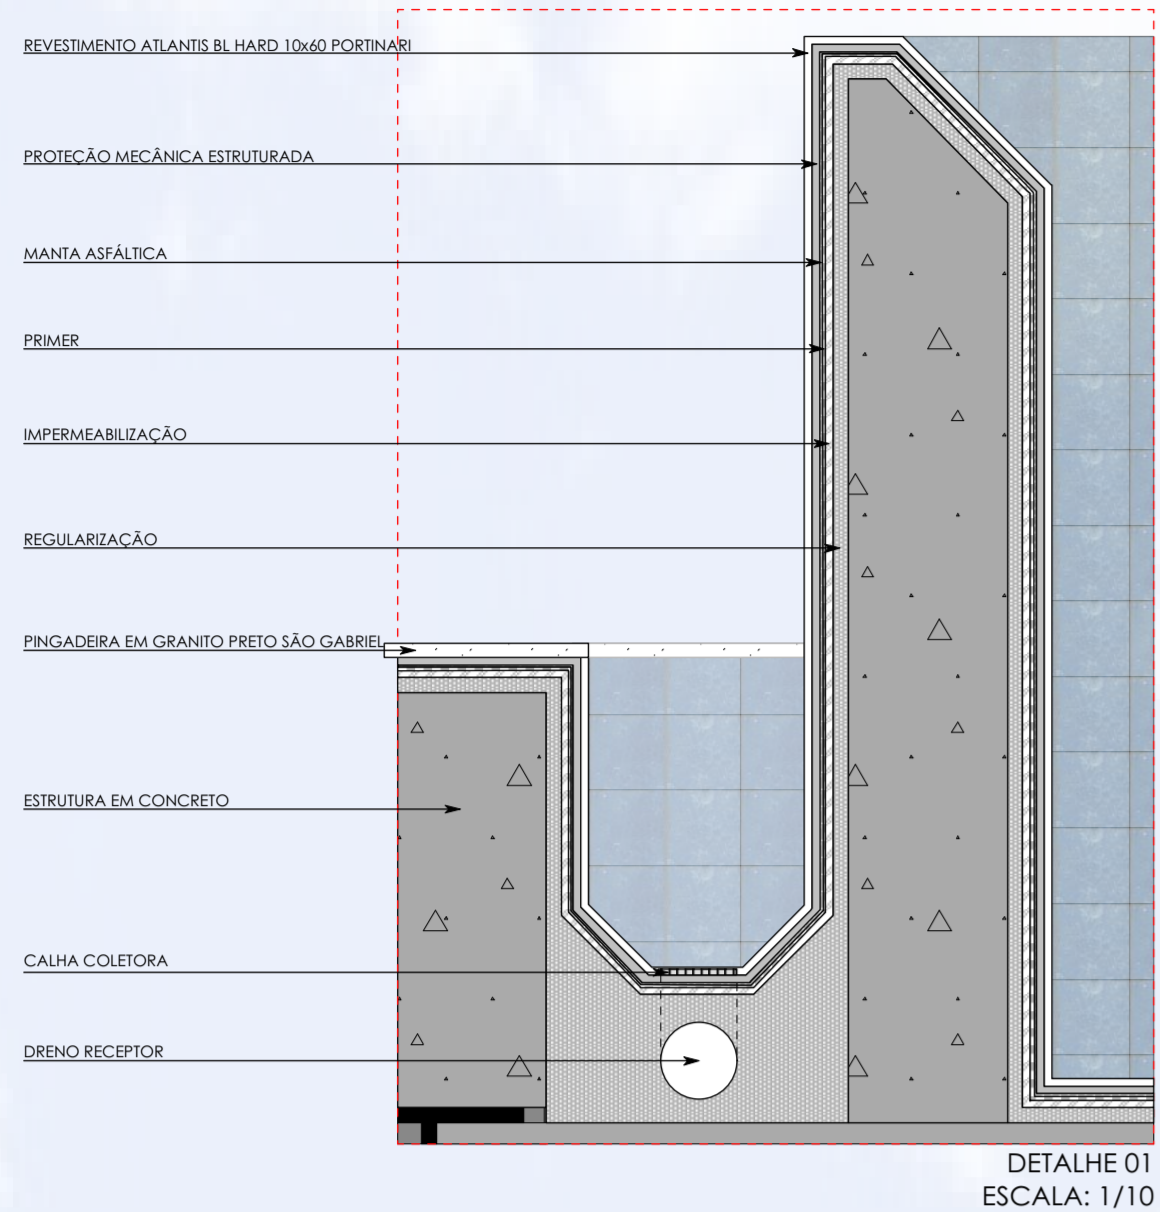 REVESTIMENTO ATLANTIS BL HARD 10x60 PORTINARI
PROTEÇÃO MECÂNICA ESTRUTURADA
MANTA ASFÁLTICA
PRIMER
IMPERMEABILIZAÇÃO
REGULARIZAÇÃO
PINGADEIRA EM GRANITO PRETO SÃO GABRIEL
ESTRUTURA EM CONCRETO
CALHA COLETORA
DRENO RECEPTOR
DETALHE 01
ESCALA: 1/10